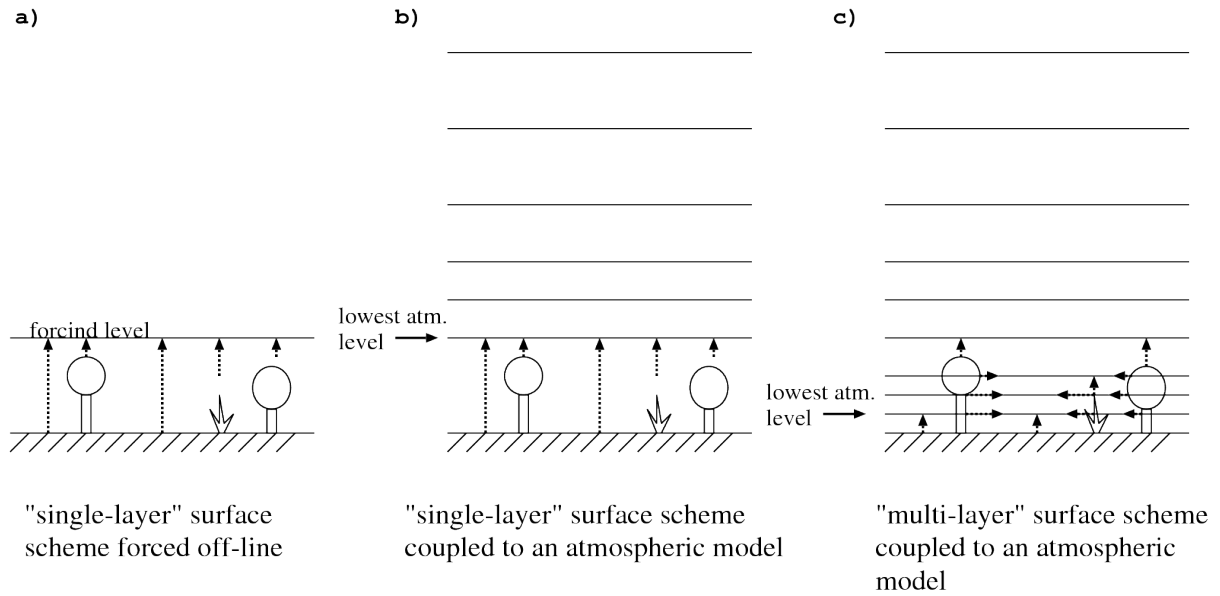 a)
b)
c)
forcind level
lowest atm.
level
lowest atm.
level
"single-layer" surface
scheme forced off-line
"single-layer" surface scheme
coupled to an atmospheric model
"multi-layer" surface scheme
coupled to an atmospheric
model